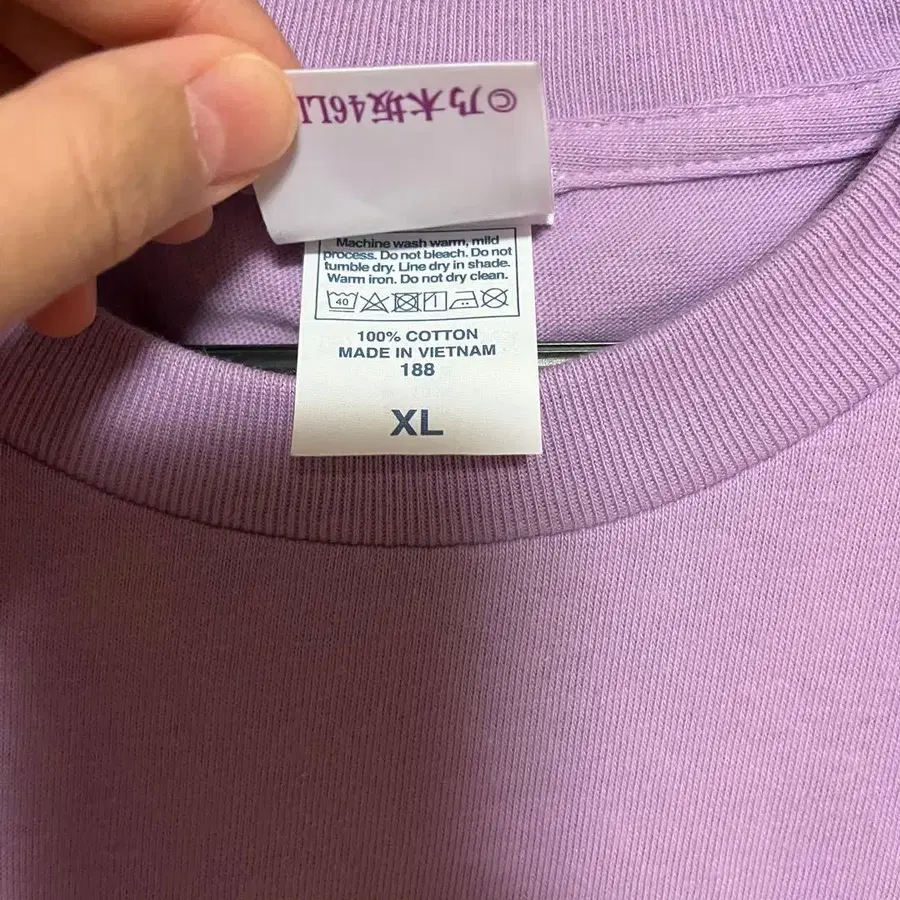 ©乃木坂46LL
Machine wash warm, mild
process. Do not bleach. Do not
tumble dry. Line dry in shade.
Warm iron. Do not dry clean.
40
100% COTTON
MADE IN VIETNAM
188
XL